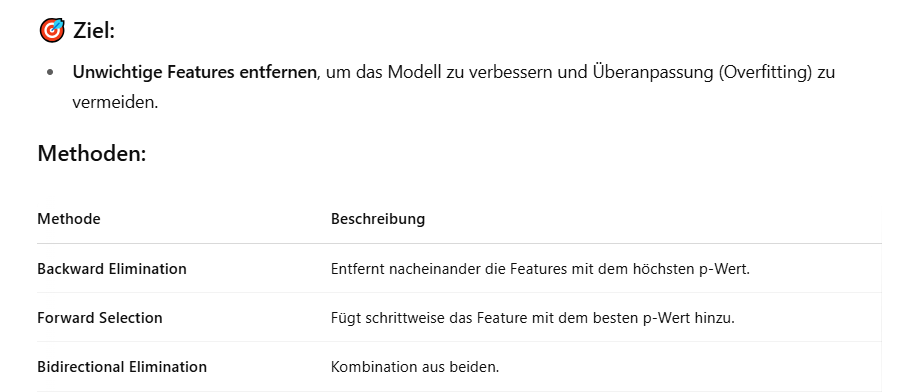 🎯 Ziel:
• Unwichtige Features entfernen, um das Modell zu verbessern und Überanpassung (Overfitting) zu
vermeiden.
Methoden:
Methode Beschreibung
Backward Elimination Entfernt nacheinander die Features mit dem höchsten p-Wert.
Forward Selection Fügt schrittweise das Feature mit dem besten p-Wert hinzu.
Bidirectional Elimination Kombination aus beiden.